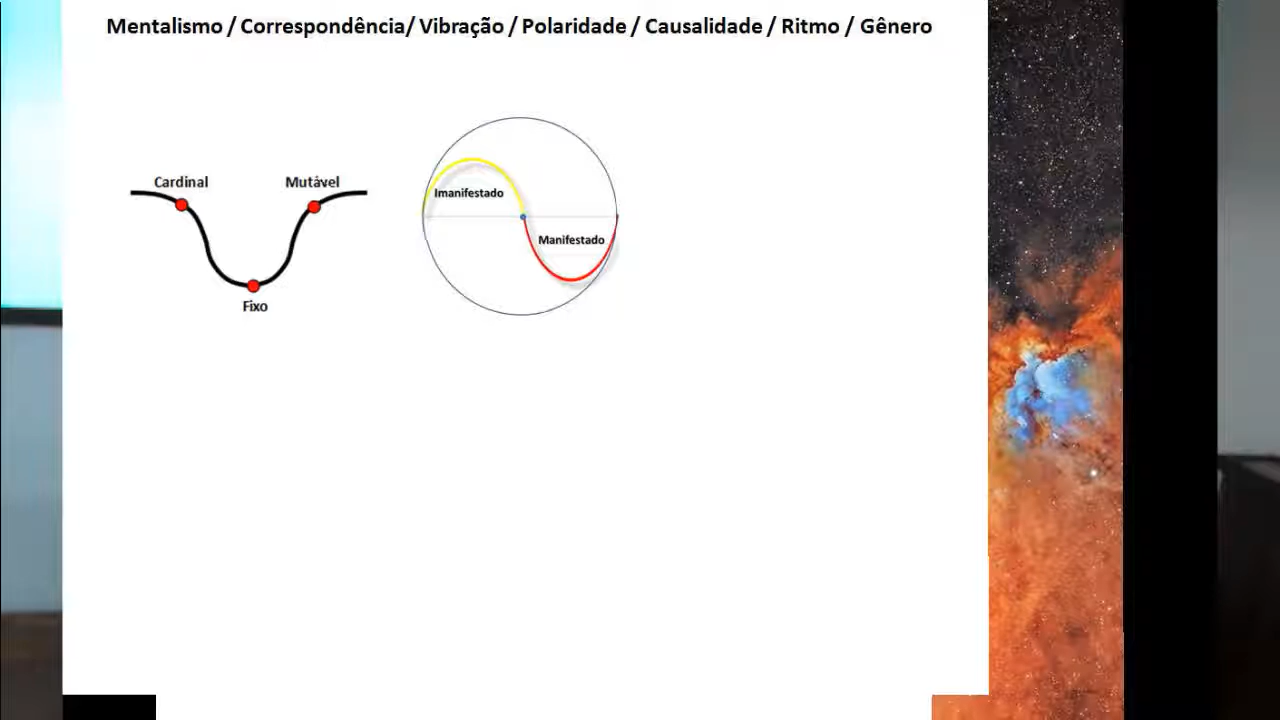 Mentalismo / Correspondência/ Vibração / Polaridade / Causalidade / Ritmo / Gênero
Cardinal
Mutável
Fixo
Imanifestado
Manifestado